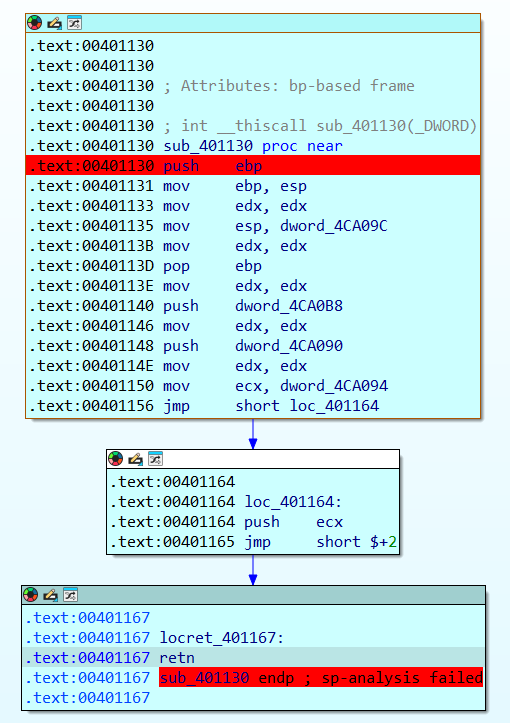 .text:00401130
.text:00401130
.text:00401130 ; Attributes: bp-based frame
.text:00401130
.text:00401130 ; int __thiscall sub_401130(_DWORD)
.text:00401130 sub_401130 proc near
.text:00401130 push ebp
.text:00401131 mov ebp, esp
.text:00401133 mov edx, edx
.text:00401135 mov esp, dword_4CA09C
.text:0040113B mov edx, edx
.text:0040113D pop ebp
.text:0040113E mov edx, edx
.text:00401140 push dword_4CA0B8
.text:00401146 mov edx, edx
.text:00401148 push dword_4CA090
.text:0040114E mov edx, edx
.text:00401150 mov ecx, dword_4CA094
.text:00401156 jmp short loc_401164
.text:00401164
.text:00401164 loc_401164:
.text:00401164 push ecx
.text:00401165 jmp short $+2
.text:00401167
.text:00401167 locret_401167:
.text:00401167 retn
.text:00401167 sub_401130 endp ; sp-analysis failed
.text:00401167